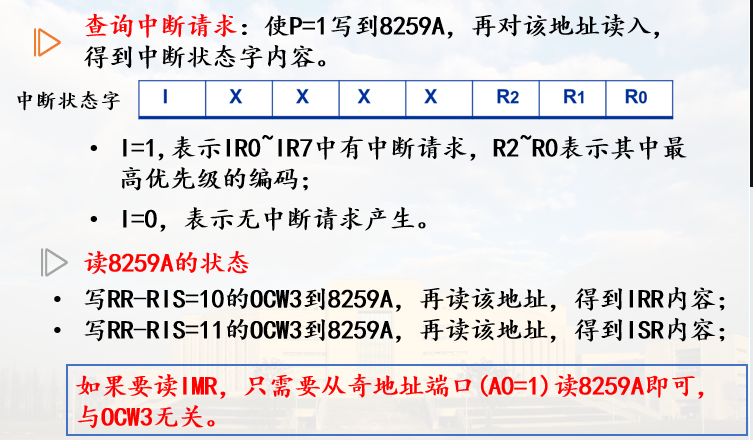 查询中断请求：使P=1写到8259A，再对该地址读入，
得到中断状态字内容。
中断状态字 I X X X X R2 R1 R0
• I=1,表示IR0~IR7中有中断请求，R2~R0表示其中最
高优先级的编码；
• I=0，表示无中断请求产生。
读8259A的状态
• 写RR-RIS=10的OCW3到8259A，再读该地址，得到IRR内容；
• 写RR-RIS=11的OCW3到8259A，再读该地址，得到ISR内容；
如果要读IMR，只需要从奇地址端口(A0=1)读8259A即可，
与OCW3无关。